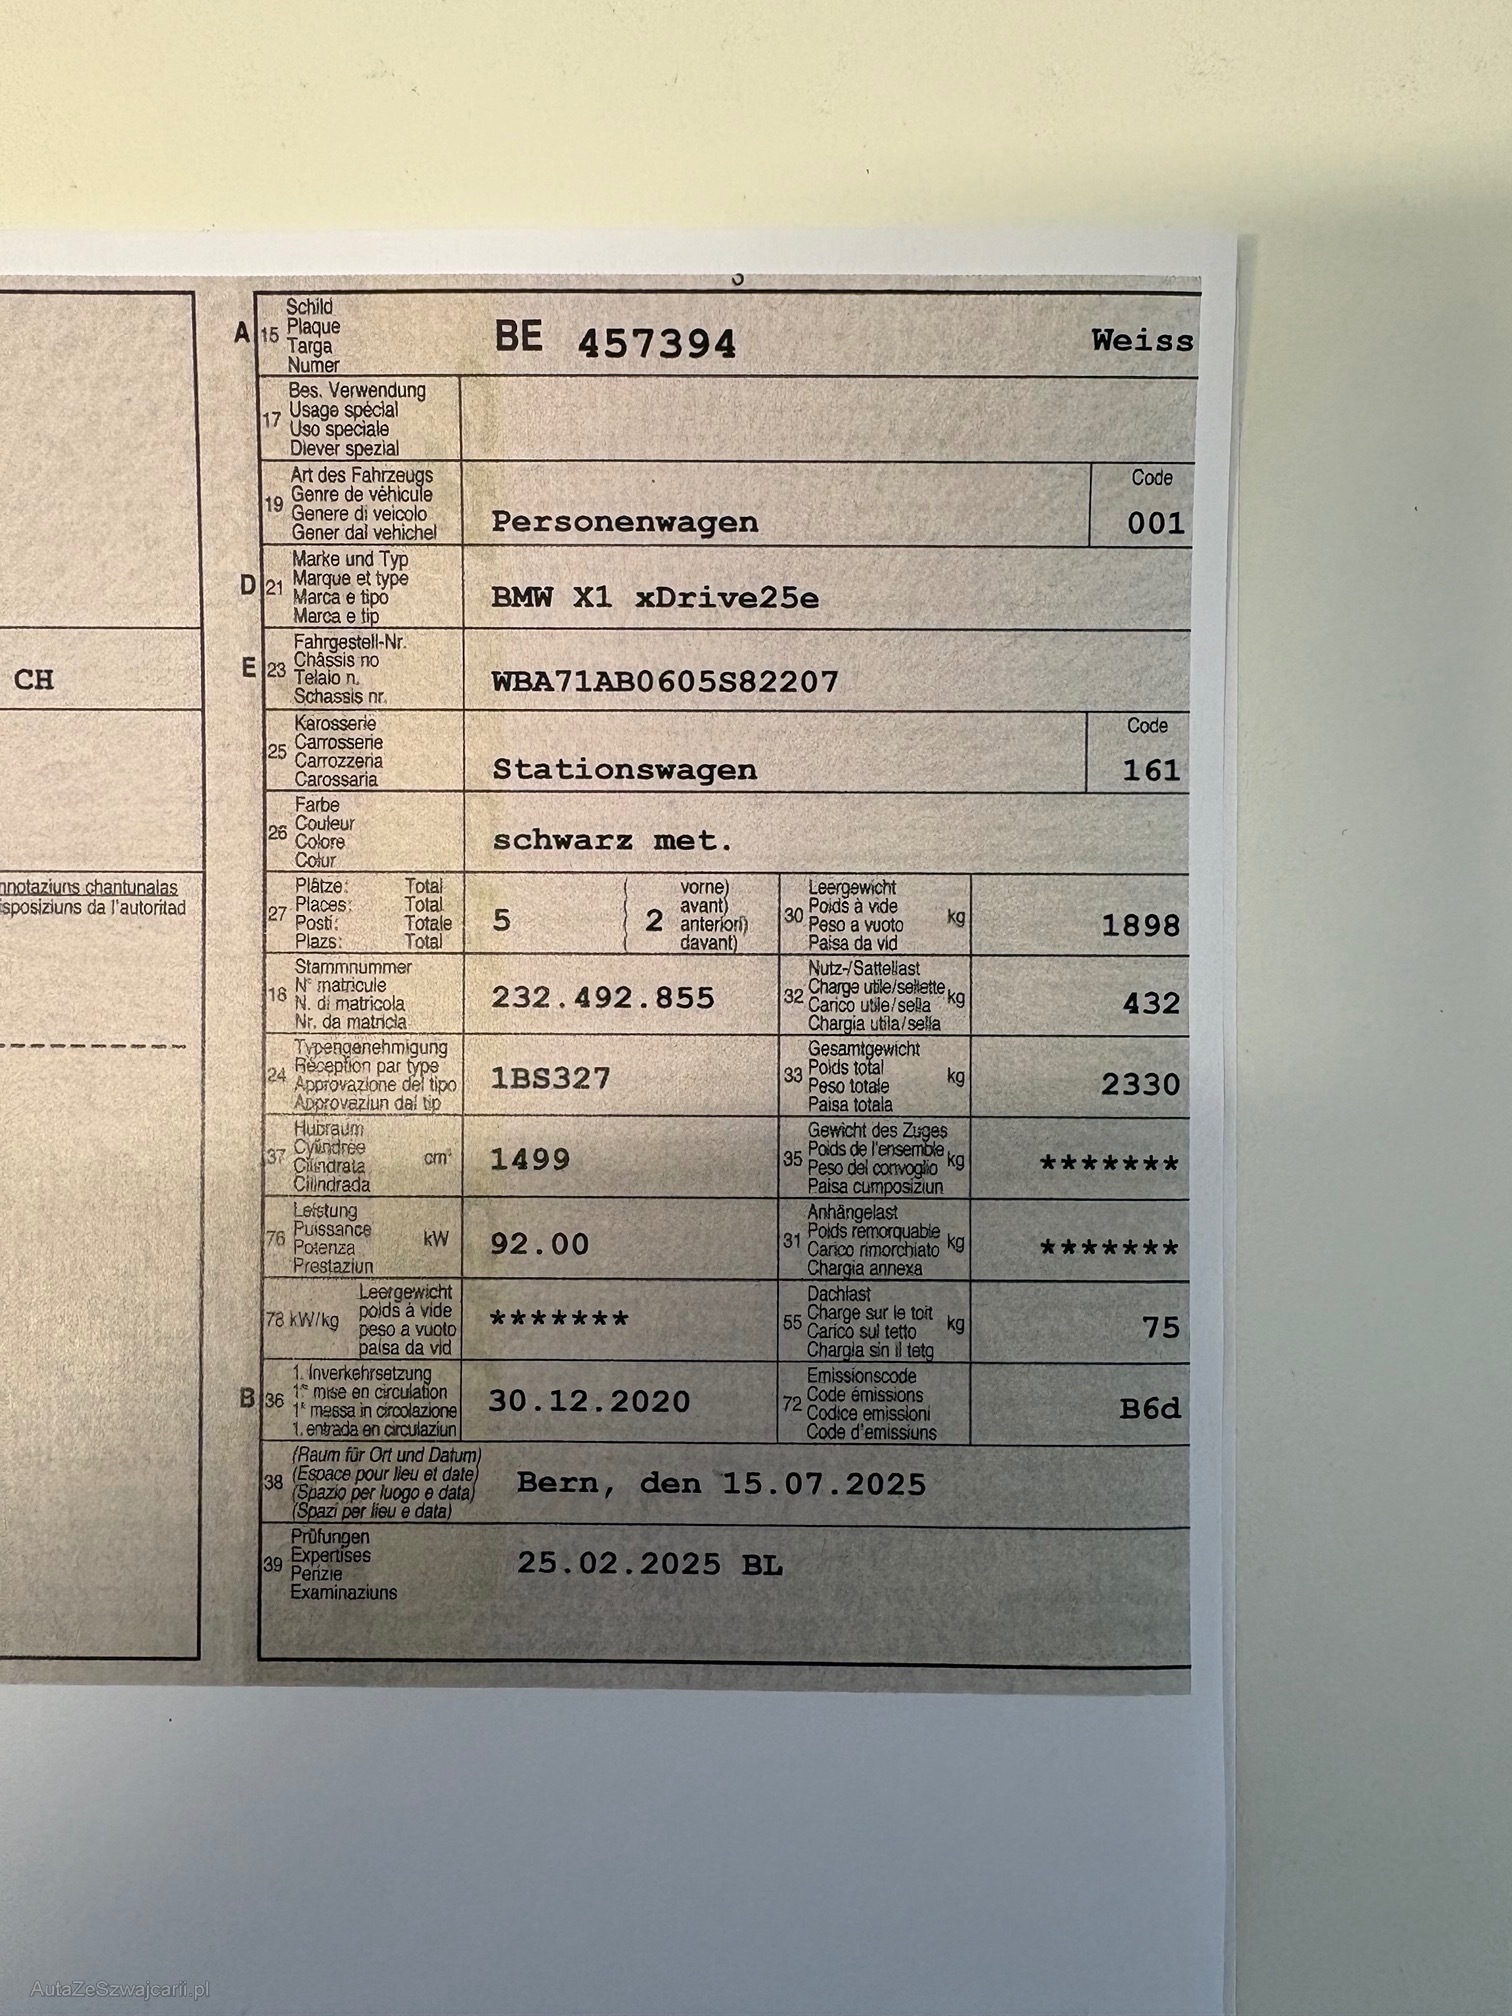 CH
nnotaziuns chantunalas
isposiziuns da l'autoritad
A 15 Schild
Plaque
Targa
Numer
BE 457394 Weiss
17 Bes. Verwendung
Usage spécial
Uso speciale
Diever spezial
19 Art des Fahrzeugs
Genre de véhicule
Genere di veicolo
Gener dal vehichel
Personenwagen
Code
001
D 21 Marke und Typ
Marque et type
Marca e tipo
Marca e tip
BMW X1 xDrive25e
E 23 Fahrgestell-Nr.
Châssis no
Telaio n.
Schassis nr.
WBA71AB0605S82207
25 Karosserie
Carrosserie
Carrozzeria
Carossaria
Stationswagen
Code
161
26 Farbe
Couleur
Colore
Colur
schwarz met.
27 Plätze: Total
Places: Total
Posti: Totale
Plazs: Total
5 ( 2 vorne)
avant)
anteriori)
davant)
30 Leergewicht
Poids à vide
Peso a vuoto
Paisa da vid
kg
1898
18 Stammnummer
N° matricule
N. di matricola
Nr. da matricla
232.492.855
32 Nutz-/Sattellast
Charge utile/sellette
Carico utile/sella
Chargia utila/sella
kg
432
24 Typengenehmigung
Réception par type
Approvazione del tipo
Approvaziun dal tip
1BS327
33 Gesamtgewicht
Poids total
Peso totale
Paisa totala
kg
2330
37 Hubraum
Cylindrée
Cilindrata
Cilindrada
cm³
1499
35 Gewicht des Zuges
Poids de l'ensemble
Peso del convoglio
Paisa cumposiziun
kg
*******
76 Leistung
Puissance
Potenza
Prestaziun
kW
92.00
31 Anhängelast
Poids remorquable
Carico rimorchiato
Chargia annexa
kg
*******
78 kW/kg Leergewicht
poids à vide
peso a vuoto
paisa da vid
*******
55 Dachlast
Charge sur le toit
Carico sul tetto
Chargia sin il tetg
kg
75
B 36 1. Inverkehrsetzung
1re mise en circulation
1a messa in circolazione
1. entrada en circulaziun
30.12.2020
72 Emissionscode
Code émissions
Codice emissioni
Code d'emissiuns
B6d
38 (Raum für Ort und Datum)
(Espace pour lieu et date)
(Spazio per luogo e data)
(Spazi per lieu e data)
Bern, den 15.07.2025
39 Prüfungen
Expertises
Perizie
Examinaziuns
25.02.2025 BL
AutaZeSzwajcarii.pl